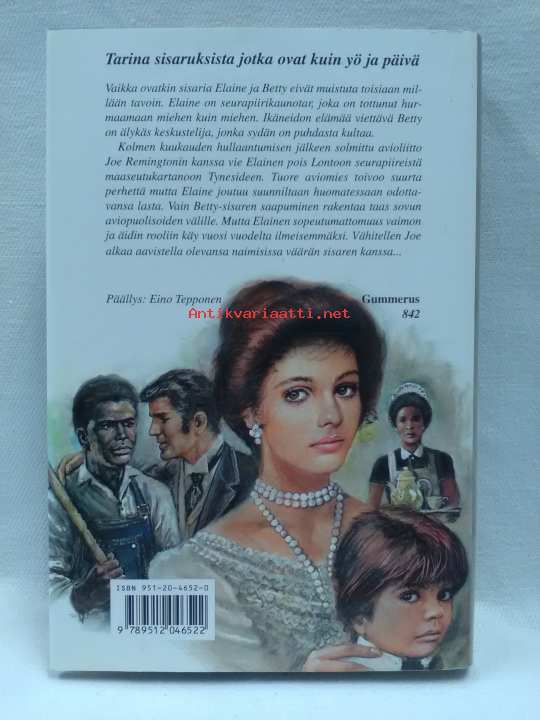 Tarina sisaruksista jotka ovat kuin yö ja päivä
Vaikka ovatkin sisaria Elaine ja Betty eivät muistuta toisiaan mil-
lään tavoin. Elaine on seurapiirikaunotar, joka on tottunut hur-
maamaan miehen kuin miehen. Ikäneidon elämää viettävä Betty
on älykäs keskustelija, jonka sydän on puhdasta kultaa.
Kolmen kuukauden hullaantumisen jälkeen solmittu avioliitto
Joe Remingtonin kanssa vie Elainen pois Lontoon seurapiireistä
maaseutukartanoon Tynesideen. Tuore aviomies toivoo suurta
perhettä mutta Elaine joutuu suunniltaan huomatessaan odotta-
vansa lasta. Vain Betty-sisaren saapuminen rakentaa taas sovun
aviopuolisoiden välille. Mutta Elainen sopeutumattomuus vaimon
ja äidin rooliin käy vuosi vuodelta ilmeisemmäksi. Vähitellen Joe
alkaa aavistella olevansa naimisissa väärän sisaren kanssa...
Päällys: Eino Tepponen
Gummerus
842
Antikvariaatti.net
ISBN 951-20-4652-0
9 789512 046522